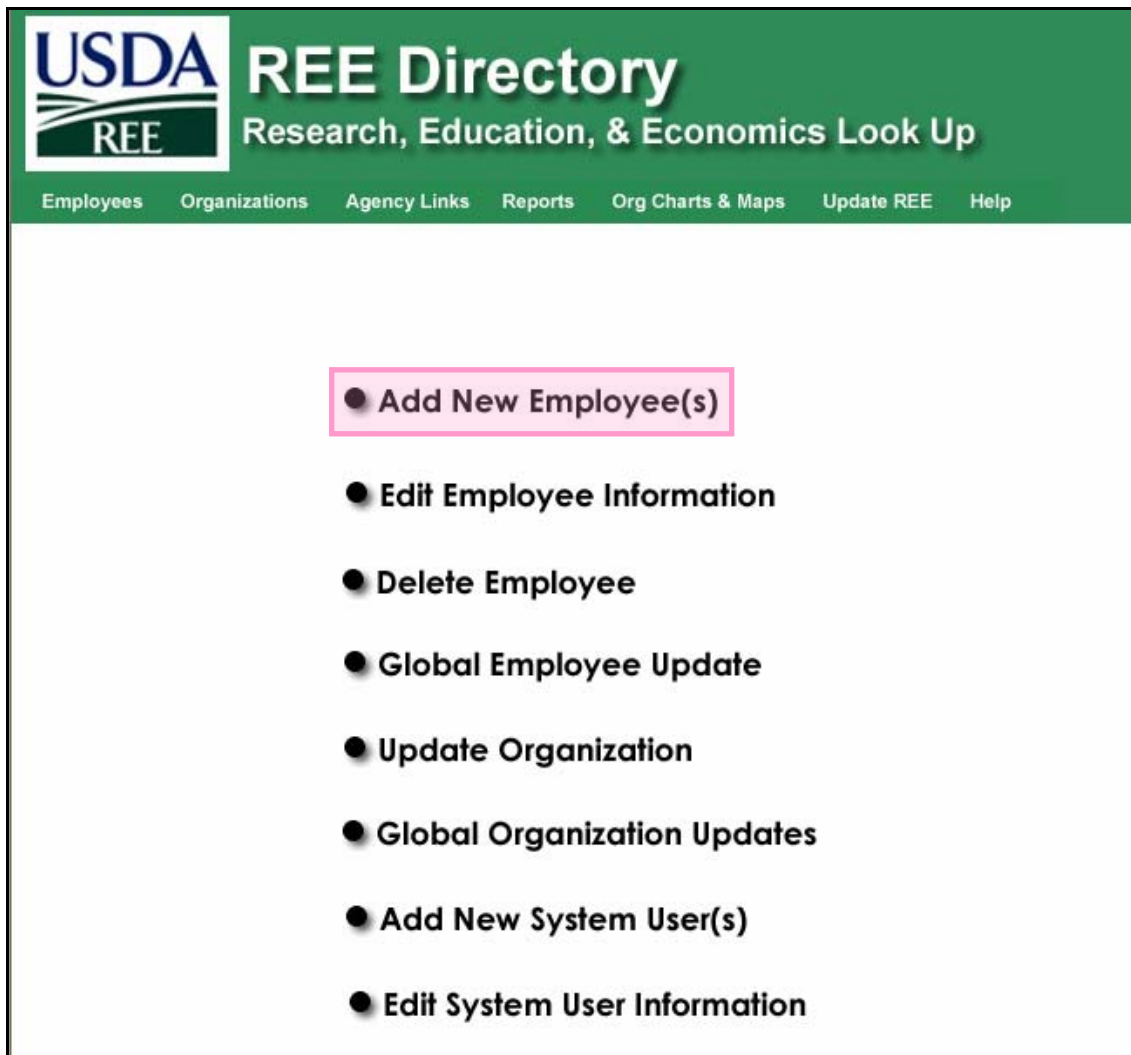 USDA
REE
REE Directory
Research, Education, & Economics Look Up
Employees Organizations Agency Links Reports Org Charts & Maps Update REE Help
Add New Employee(s)
Edit Employee Information
Delete Employee
Global Employee Update
Update Organization
Global Organization Updates
Add New System User(s)
Edit System User Information